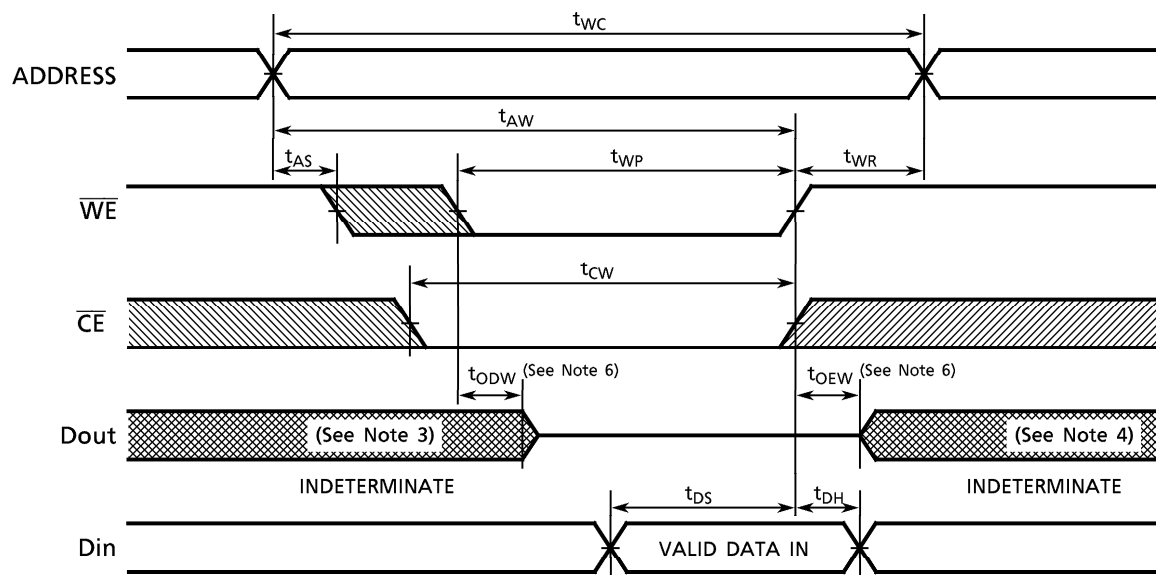 tWC
ADDRESS
tAW
tAS
tWP
tWR
WE
tCW
CE
tODW (See Note 6)
tOEW (See Note 6)
Dout
(See Note 3)
(See Note 4)
INDETERMINATE
INDETERMINATE
tDS
tDH
Din
VALID DATA IN